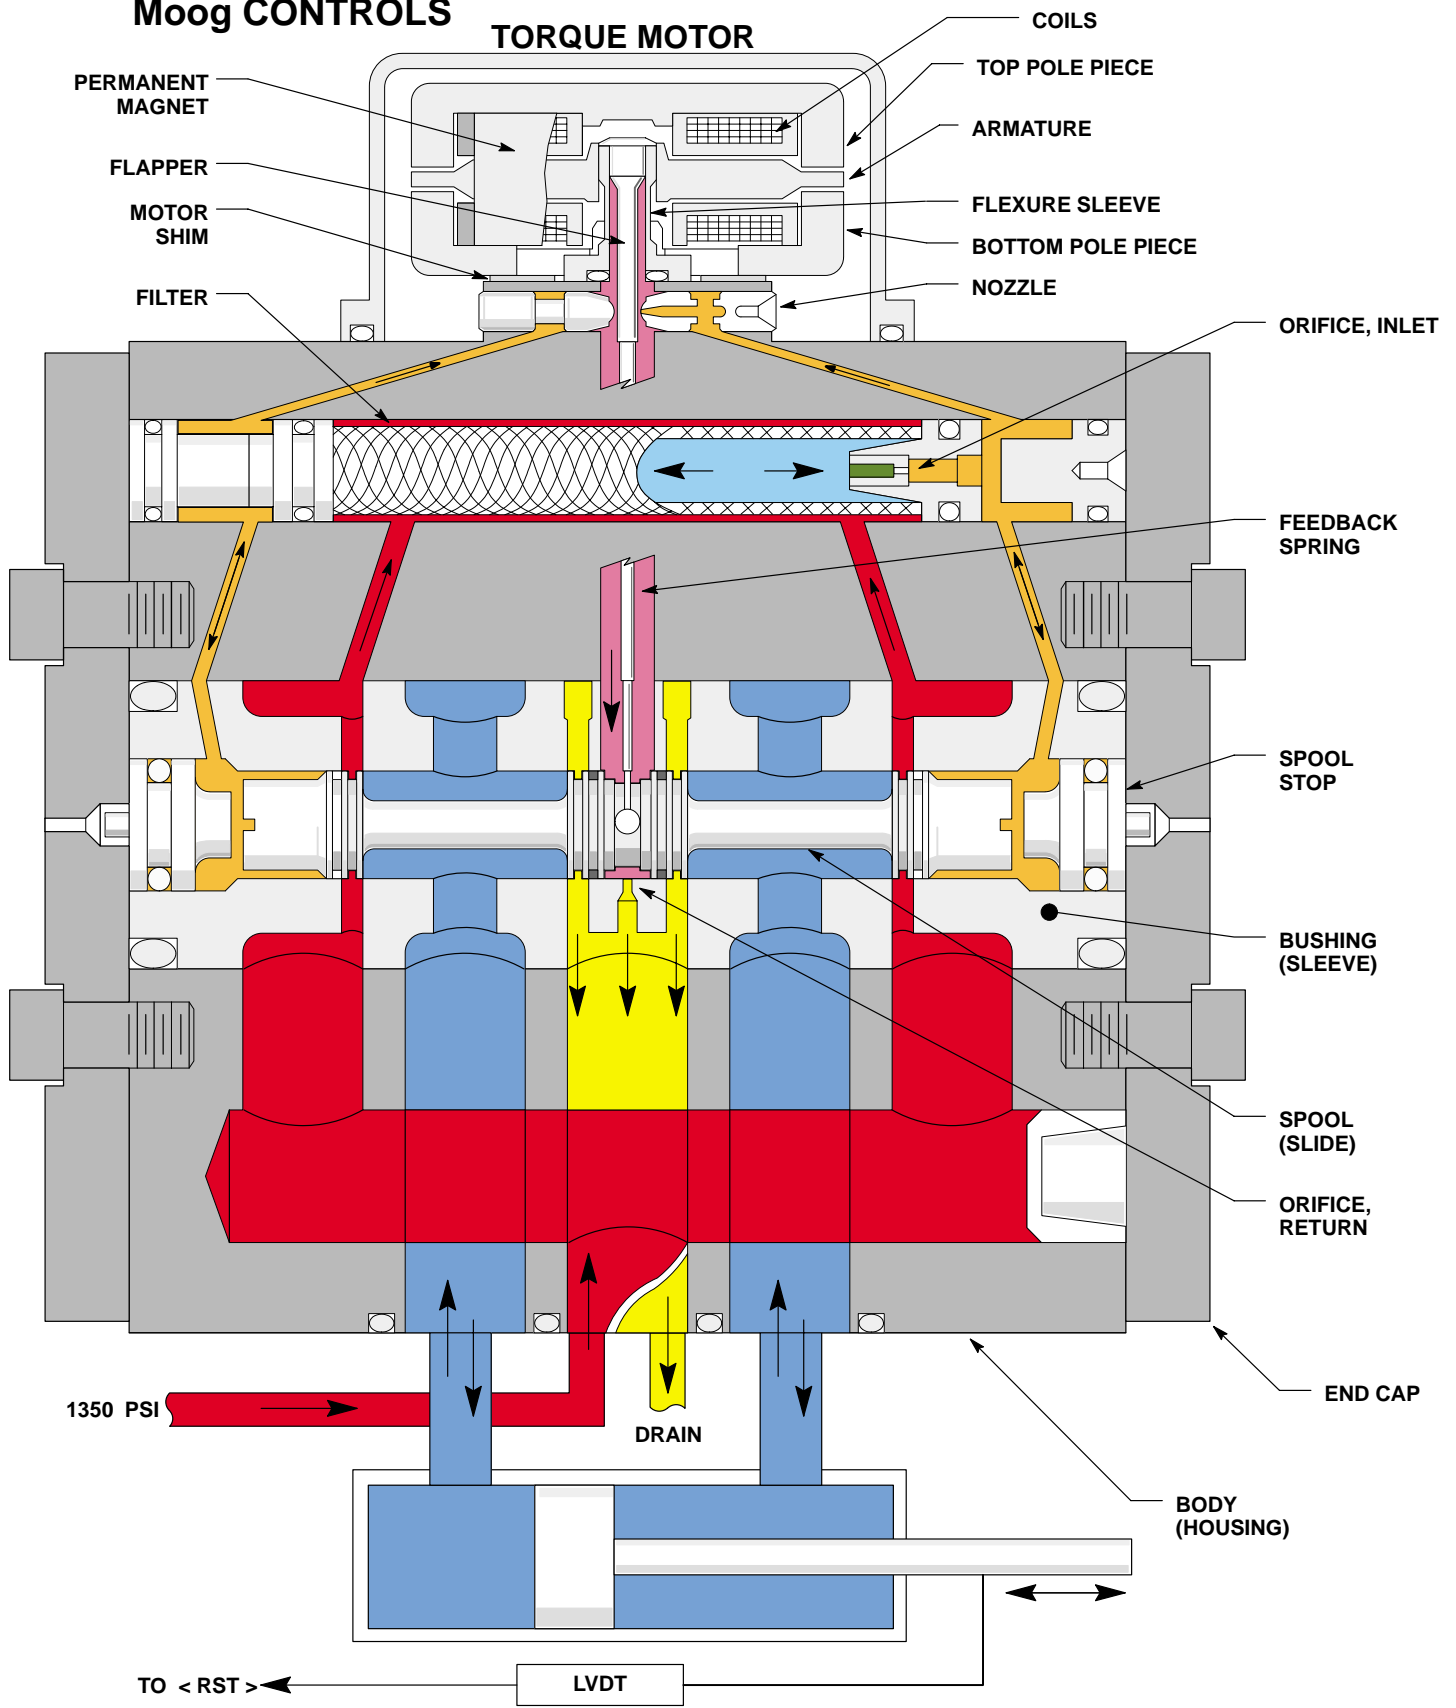 Moog CONTROLS
TORQUE MOTOR
COILS
TOP POLE PIECE
PERMANENT
MAGNET
ARMATURE
FLAPPER
FLEXURE SLEEVE
MOTOR
SHIM
BOTTOM POLE PIECE
FILTER
NOZZLE
ORIFICE, INLET
FEEDBACK
SPRING
SPOOL
STOP
BUSHING
(SLEEVE)
SPOOL
(SLIDE)
ORIFICE,
RETURN
END CAP
1350 PSI
DRAIN
BODY
(HOUSING)
TO < RST >
LVDT